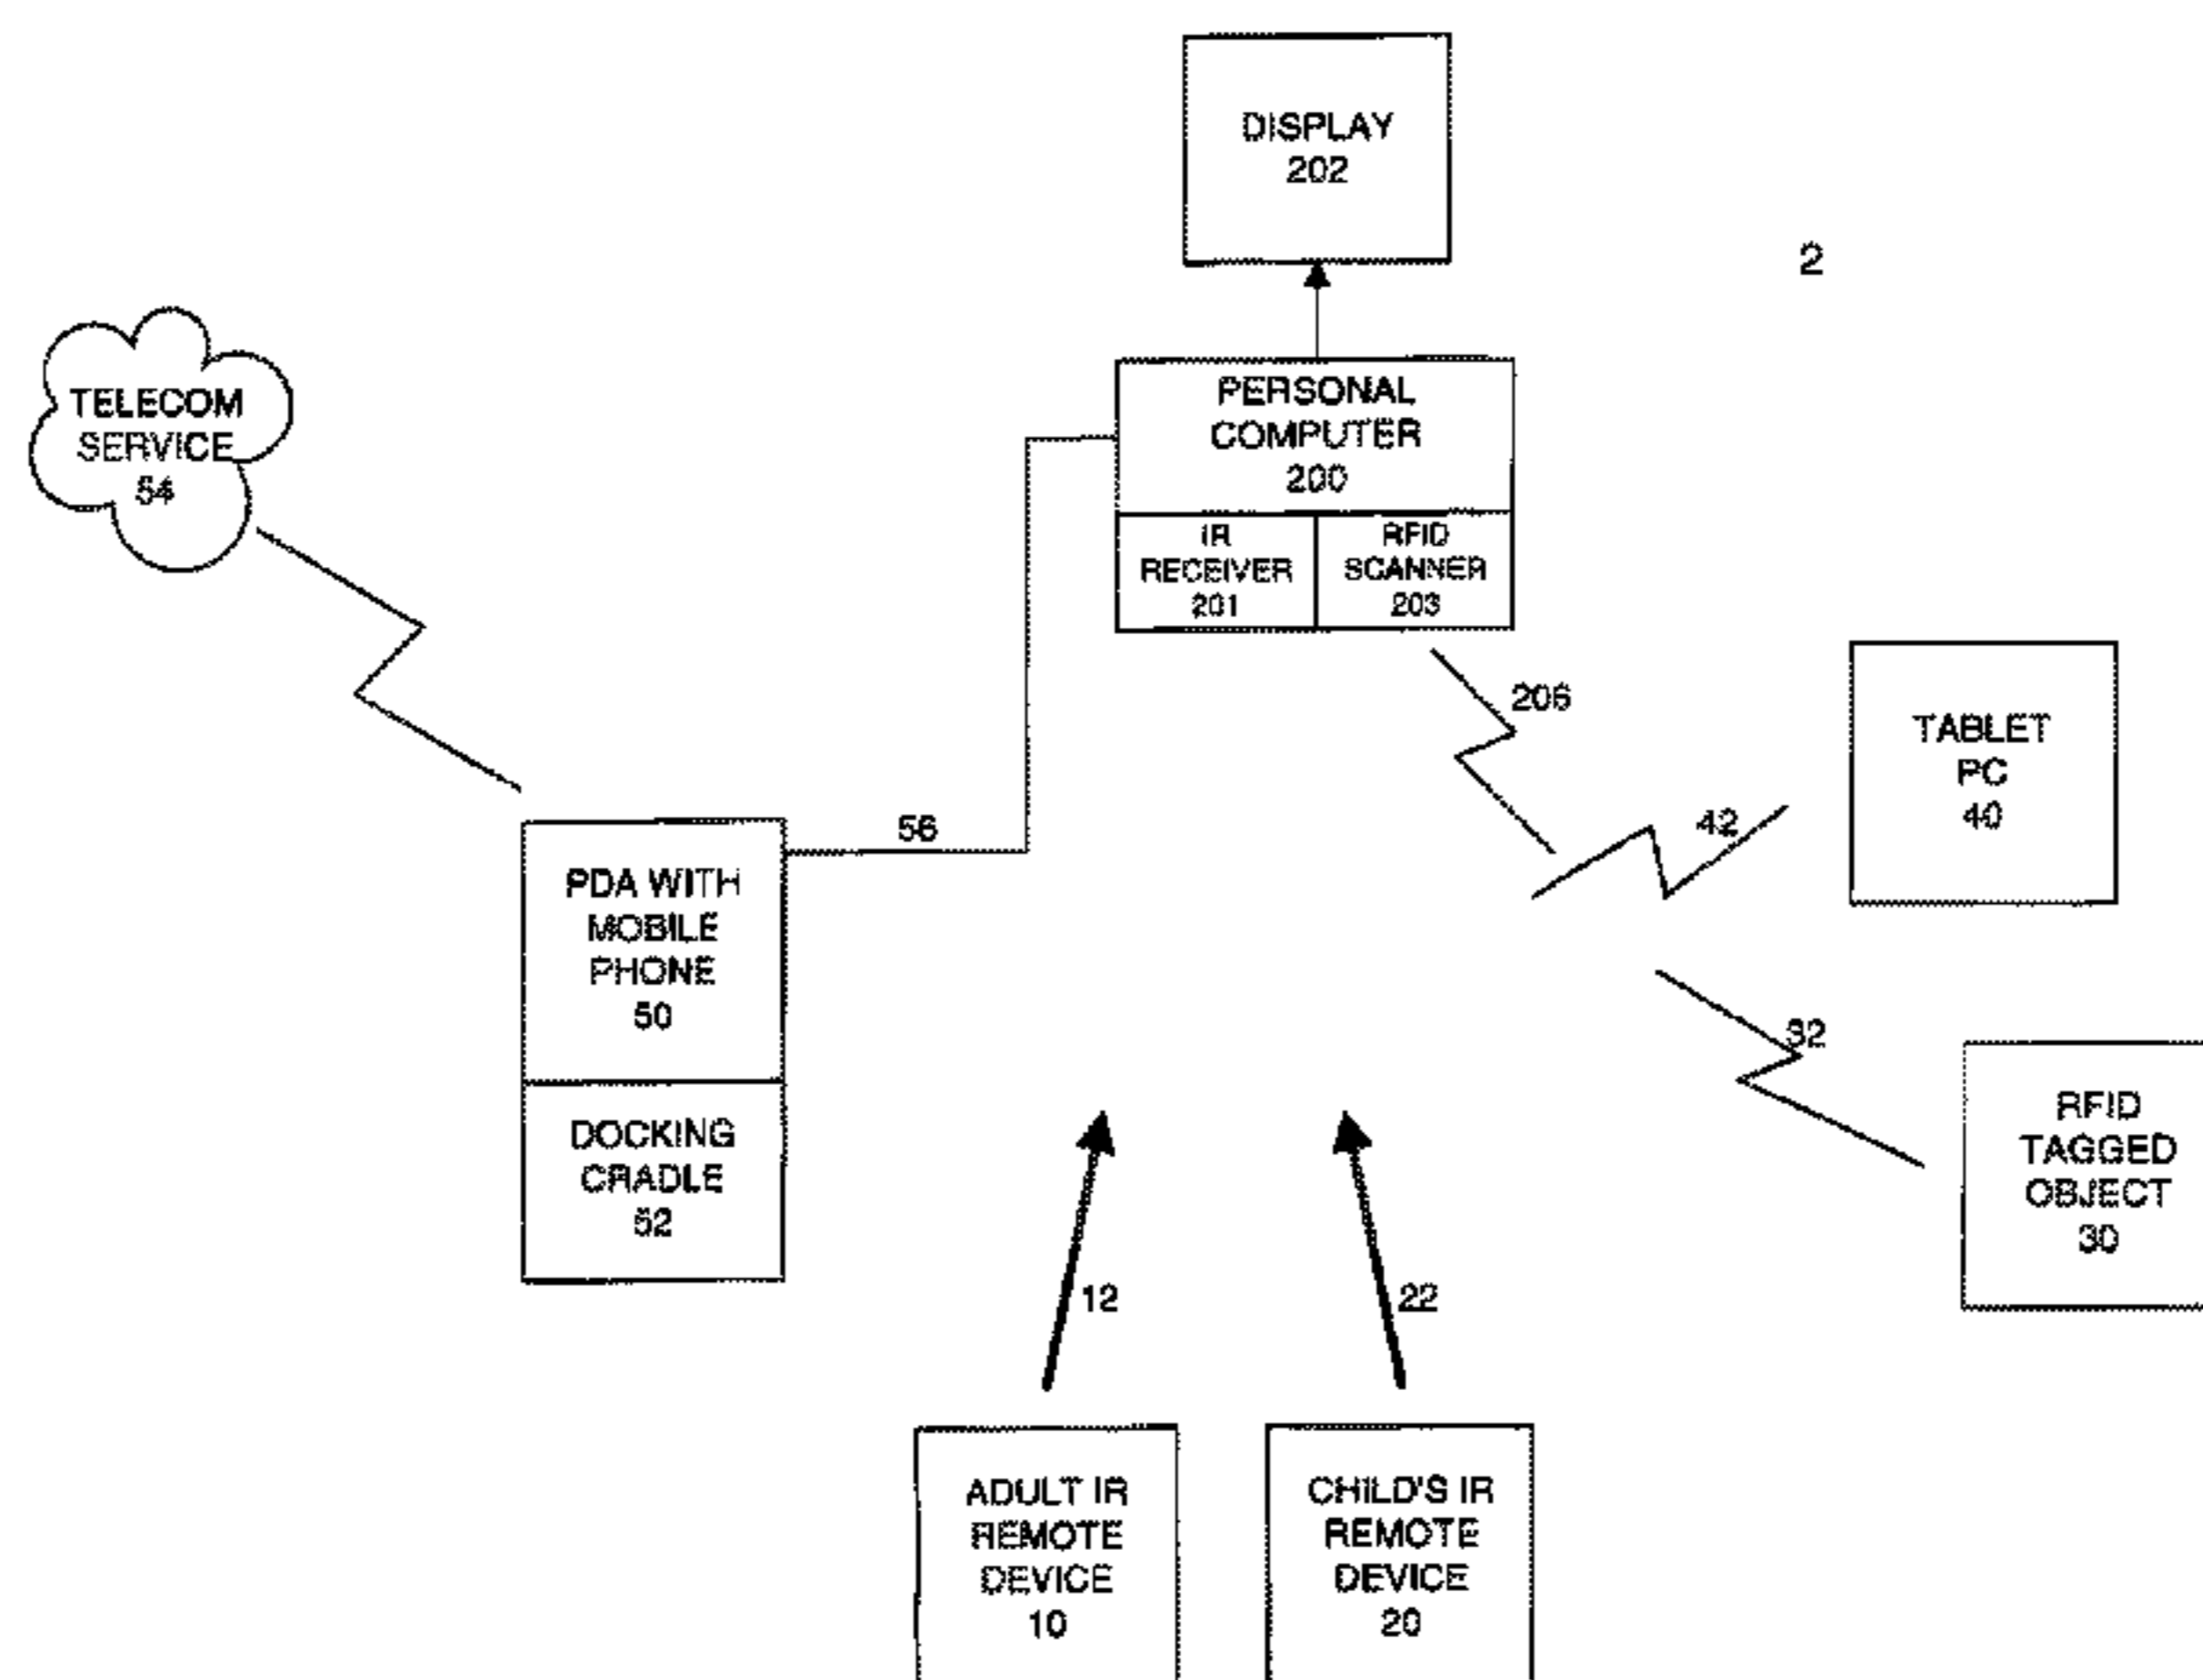 DISPLAY
202
2
TELECOM
SERVICE
54
PERSONAL
COMPUTER
200
IR
RECEIVER
201
RFID
SCANNER
203
206
TABLET
PC
40
42
56
PDA WITH
MOBILE
PHONE
50
32
RFID
TAGGED
OBJECT
30
DOCKING
CRADLE
52
12
22
ADULT IR
REMOTE
DEVICE
10
CHILD'S IR
REMOTE
DEVICE
20